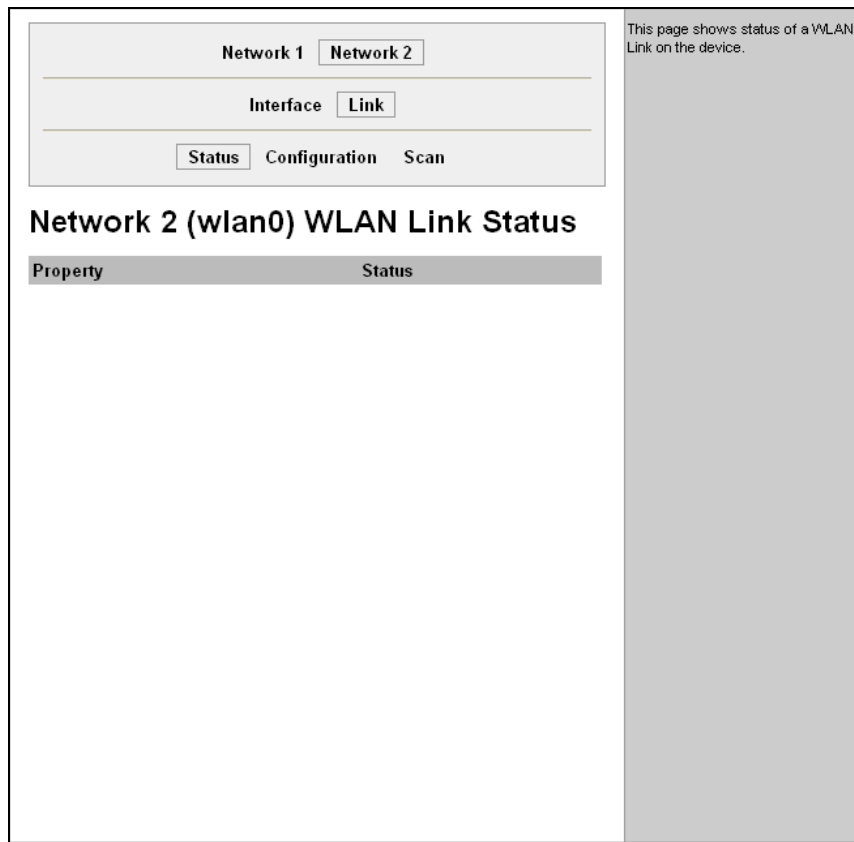 Network 1 Network 2
Interface Link
Status Configuration Scan
Network 2 (wlan0) WLAN Link Status
Property Status
This page shows status of a WLAN
Link on the device.